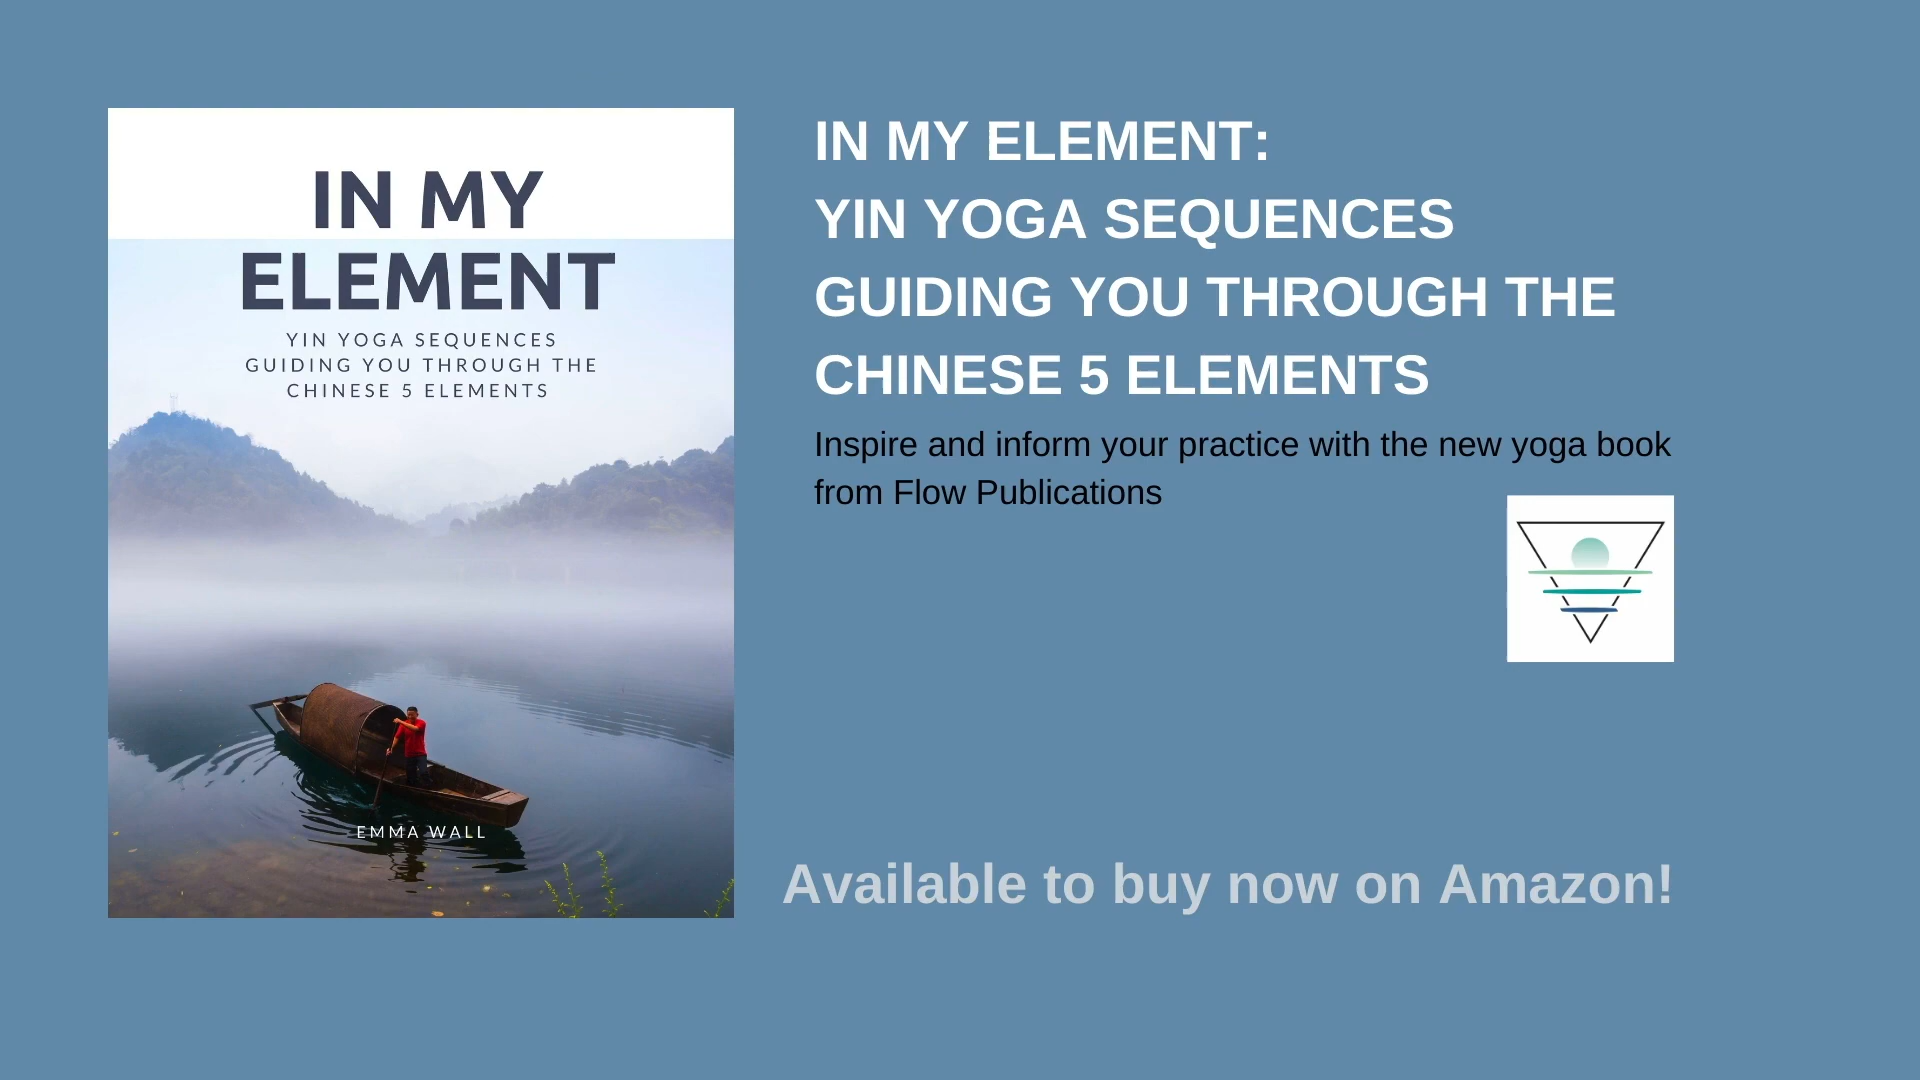 IN MY
ELEMENT
YIN YOGA SEQUENCES
GUIDING YOU THROUGH THE
CHINESE 5 ELEMENTS
EMMA WALL
IN MY ELEMENT:
YIN YOGA SEQUENCES
GUIDING YOU THROUGH THE
CHINESE 5 ELEMENTS
Inspire and inform your practice with the new yoga book
from Flow Publications
Available to buy now on Amazon!